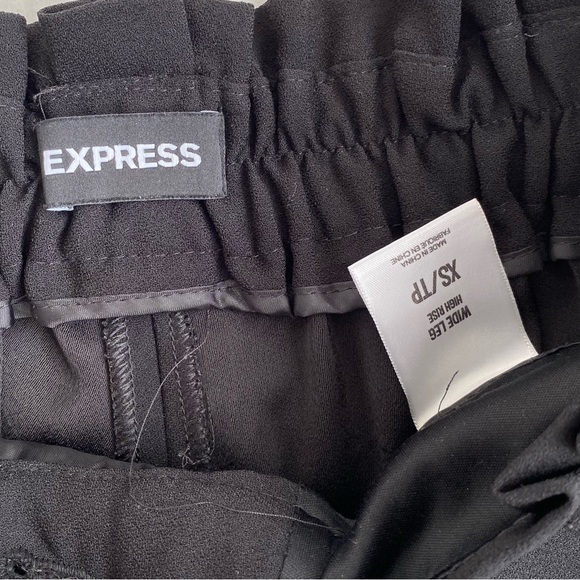 EXPRESS
MADE IN CHINA
FABRIQUÉ EN CHINE
XS/TP
WIDE LEG
HIGH RISE